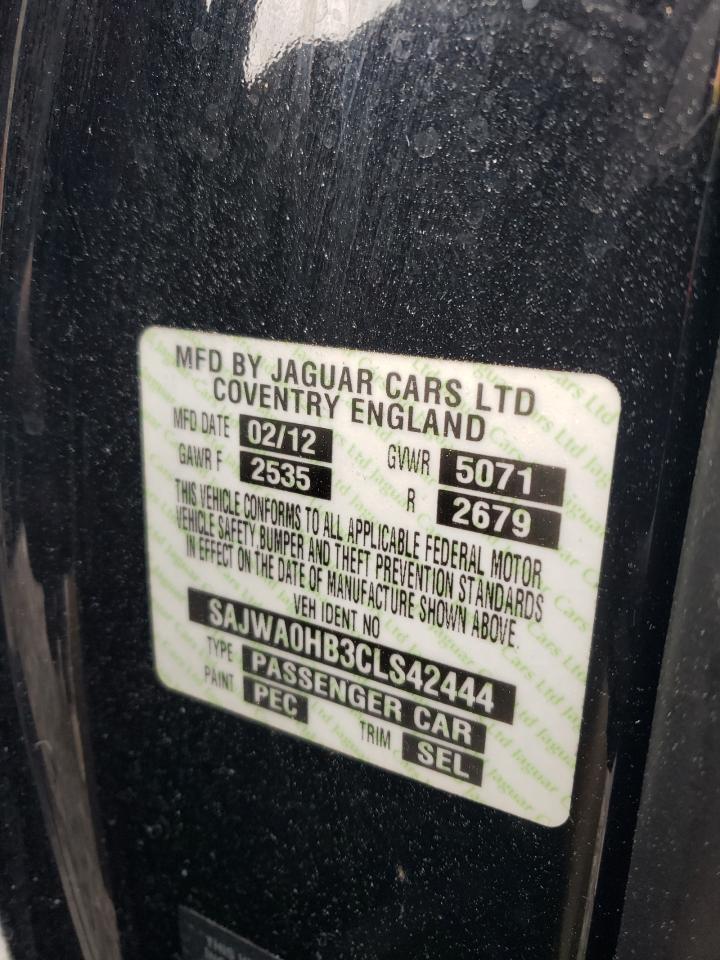 MFD BY JAGUAR CARS LTD
COVENTRY ENGLAND
MFD DATE 02/12 GVWR 5071
GAWR F 2535 R 2679
THIS VEHICLE CONFORMS TO ALL APPLICABLE FEDERAL MOTOR
VEHICLE SAFETY BUMPER AND THEFT PREVENTION STANDARDS
IN EFFECT ON THE DATE OF MANUFACTURE SHOWN ABOVE.
VEH IDENT NO
SAJWA0HB3CLS42444
TYPE PASSENGER CAR
PAINT PEC TRIM SEL
THIS